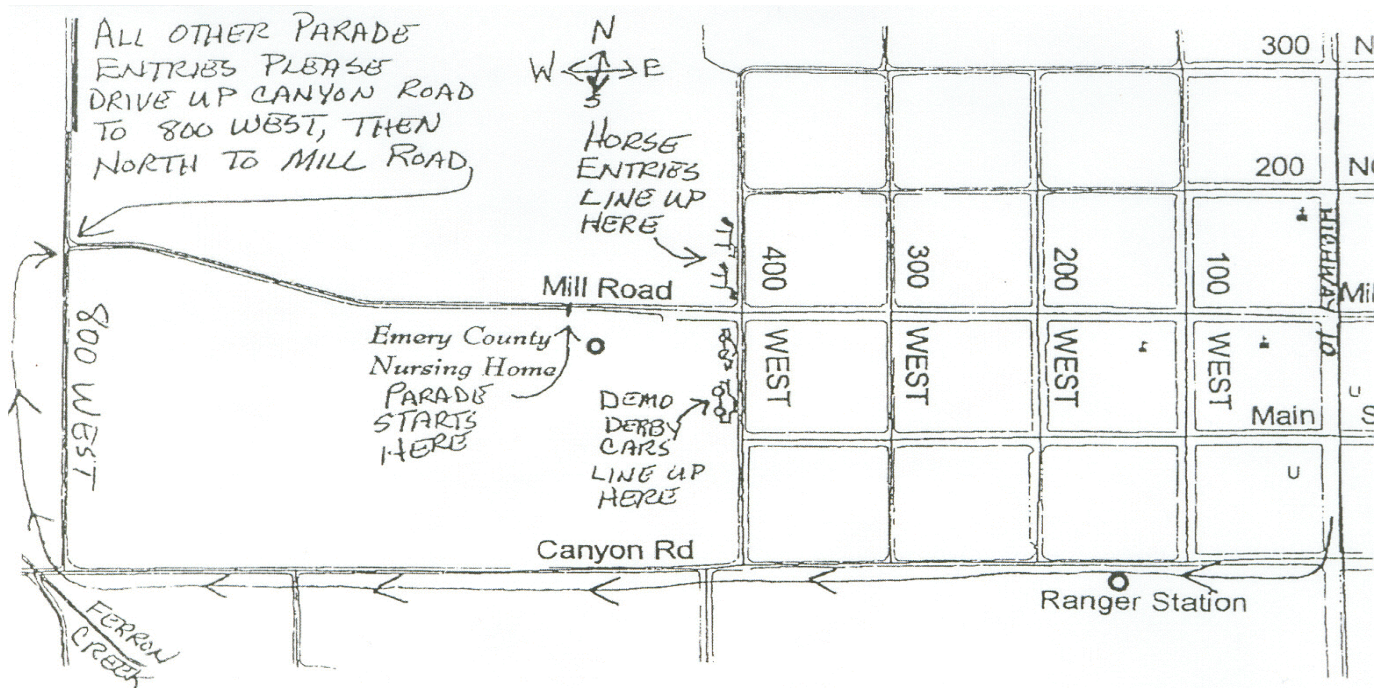 ALL OTHER PARADE
ENTRIES PLEASE
DRIVE UP CANYON ROAD
TO 800 WEST, THEN
NORTH TO MILL ROAD
N
W E
S
HORSE
ENTRIES
LINE UP
HERE
300 N
200
HIGHWAY 10
400
WEST
300
WEST
200
WEST
100
WEST
Mill Road
Mil
800 WEST
Emery County
Nursing Home
PARADE
STARTS
HERE
DEMO
DERBY
CARS
LINE UP
HERE
Main S
U
U
Canyon Rd
Ranger Station
FERRON
CREEK